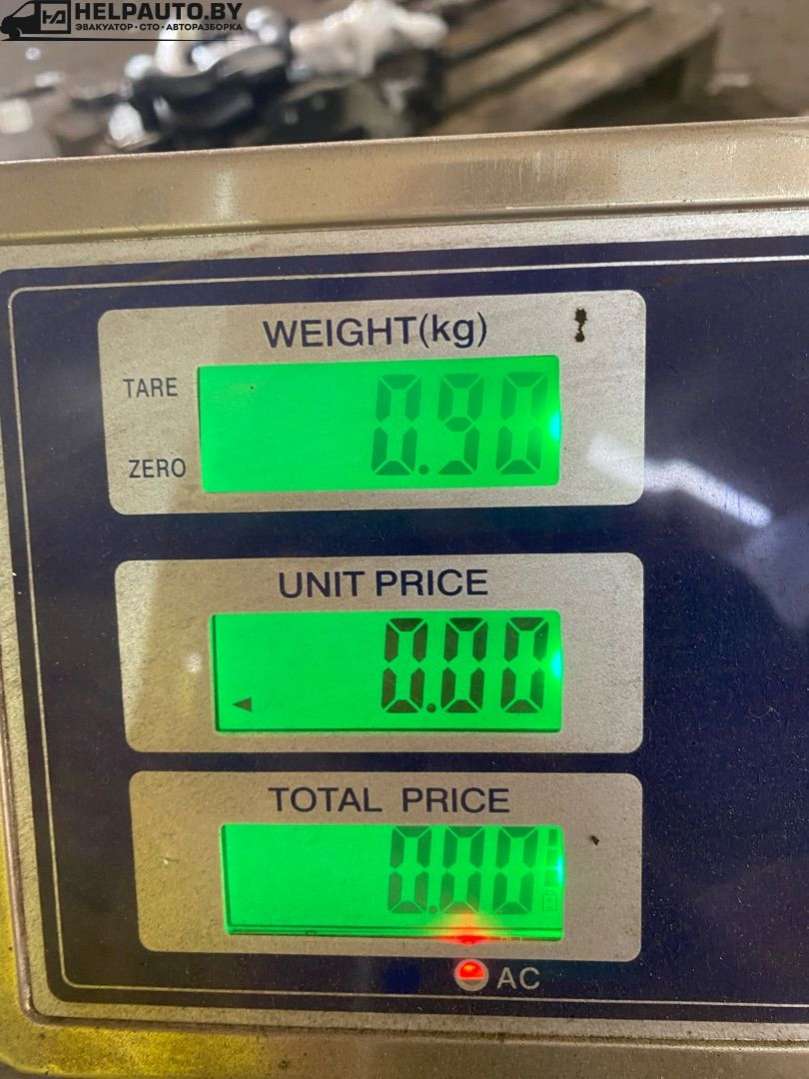 HELPAUTO.BY
ЭВАКУАТОР·СТО·АВТОРАЗБОРКА
WEIGHT(kg)
TARE
0.90
ZERO
UNIT PRICE
0.00
TOTAL PRICE
0.00
AC